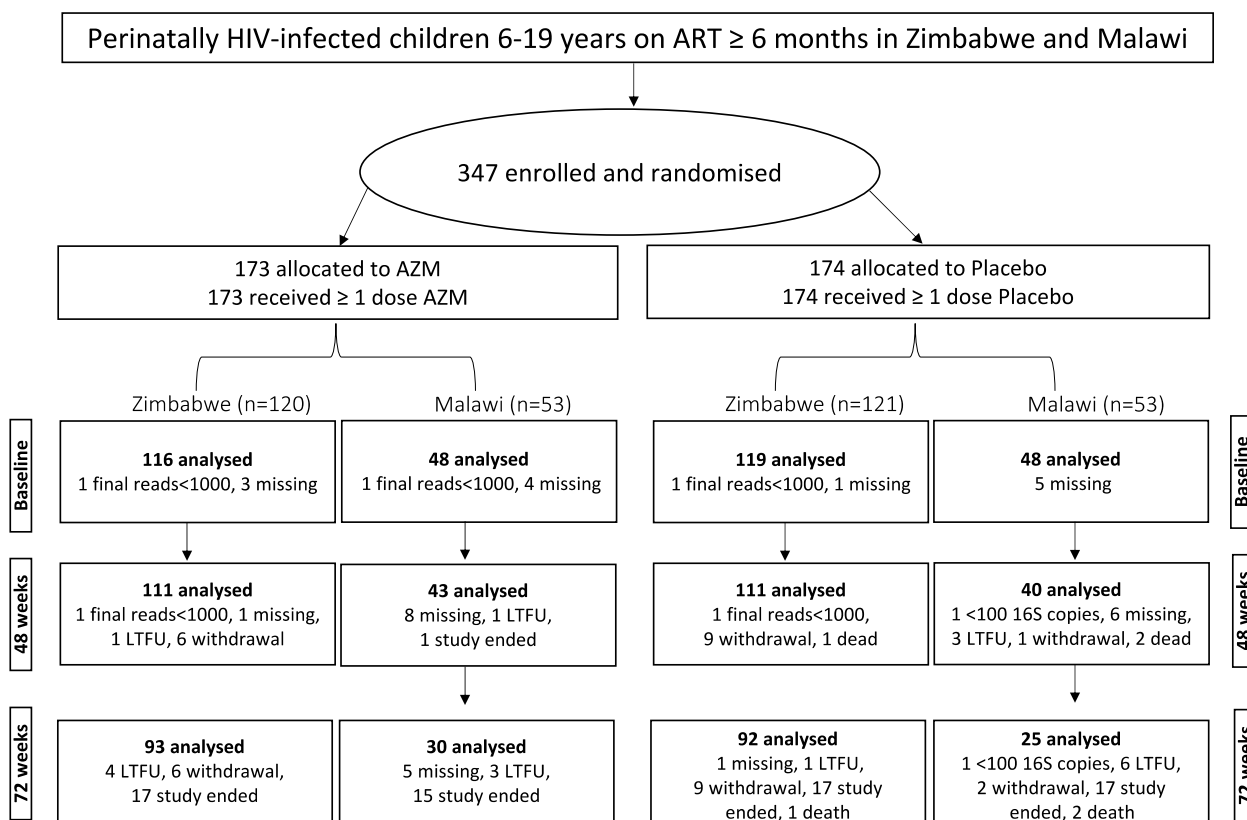 Perinatally HIV-infected children 6-19 years on ART ≥ 6 months in Zimbabwe and Malawi
347 enrolled and randomised
173 allocated to AZM
173 received ≥ 1 dose AZM
174 allocated to Placebo
174 received ≥ 1 dose Placebo
Zimbabwe (n=120)
Malawi (n=53)
Zimbabwe (n=121)
Malawi (n=53)
Baseline
116 analysed
1 final reads<1000, 3 missing
48 analysed
1 final reads<1000, 4 missing
119 analysed
1 final reads<1000, 1 missing
48 analysed
5 missing
Baseline
48 weeks
111 analysed
1 final reads<1000, 1 missing,
1 LTFU, 6 withdrawal
43 analysed
8 missing, 1 LTFU,
1 study ended
111 analysed
1 final reads<1000,
9 withdrawal, 1 dead
40 analysed
1 <100 16S copies, 6 missing,
3 LTFU, 1 withdrawal, 2 dead
48 weeks
72 weeks
93 analysed
4 LTFU, 6 withdrawal,
17 study ended
30 analysed
5 missing, 3 LTFU,
15 study ended
92 analysed
1 missing, 1 LTFU,
9 withdrawal, 17 study
ended, 1 death
25 analysed
1 <100 16S copies, 6 LTFU,
2 withdrawal, 17 study
ended, 2 death
72 weeks